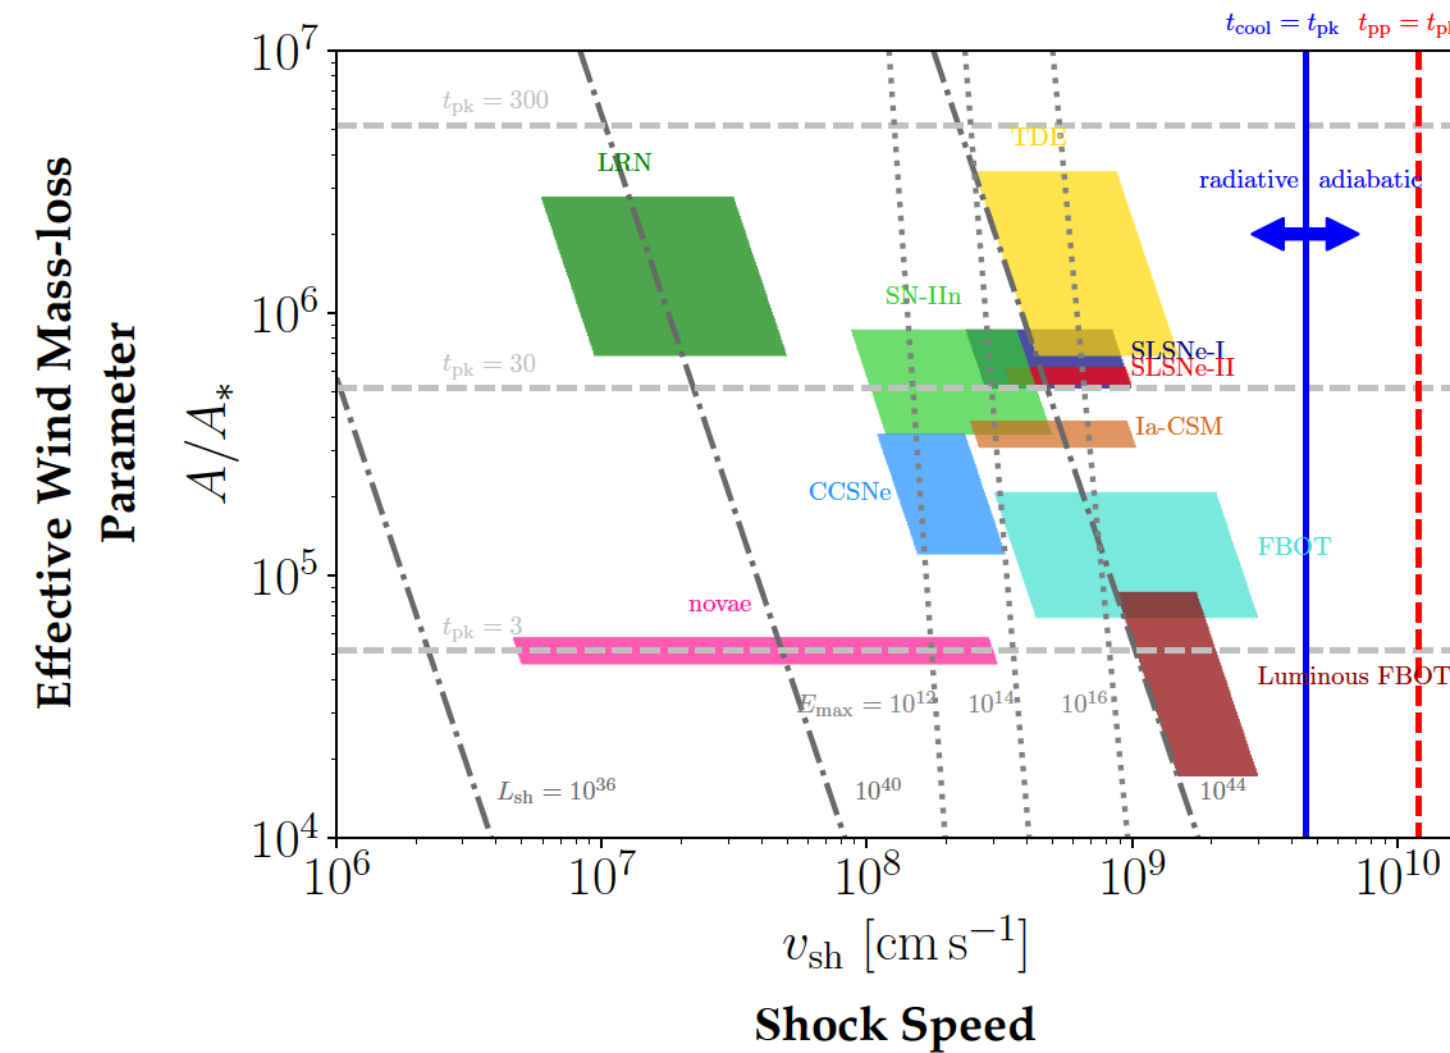 t_cool = t_pk t_pp = t_pk
10^7
t_pk = 300
TDE
LRN
radiative adiabatic
SN-IIn
10^6
SLSNe-I
t_pk = 30
SLSNe-II
Ia-CSM
CCSNe
FBOT
10^5
novae
t_pk = 3
Luminous FBOT
E_max = 10^12 10^14 10^16
L_sh = 10^36 10^40 10^44
10^4
10^6 10^7 10^8 10^9 10^10
v_sh [cm s^−1]
Shock Speed
Effective Wind Mass-loss
Parameter
A/A_*